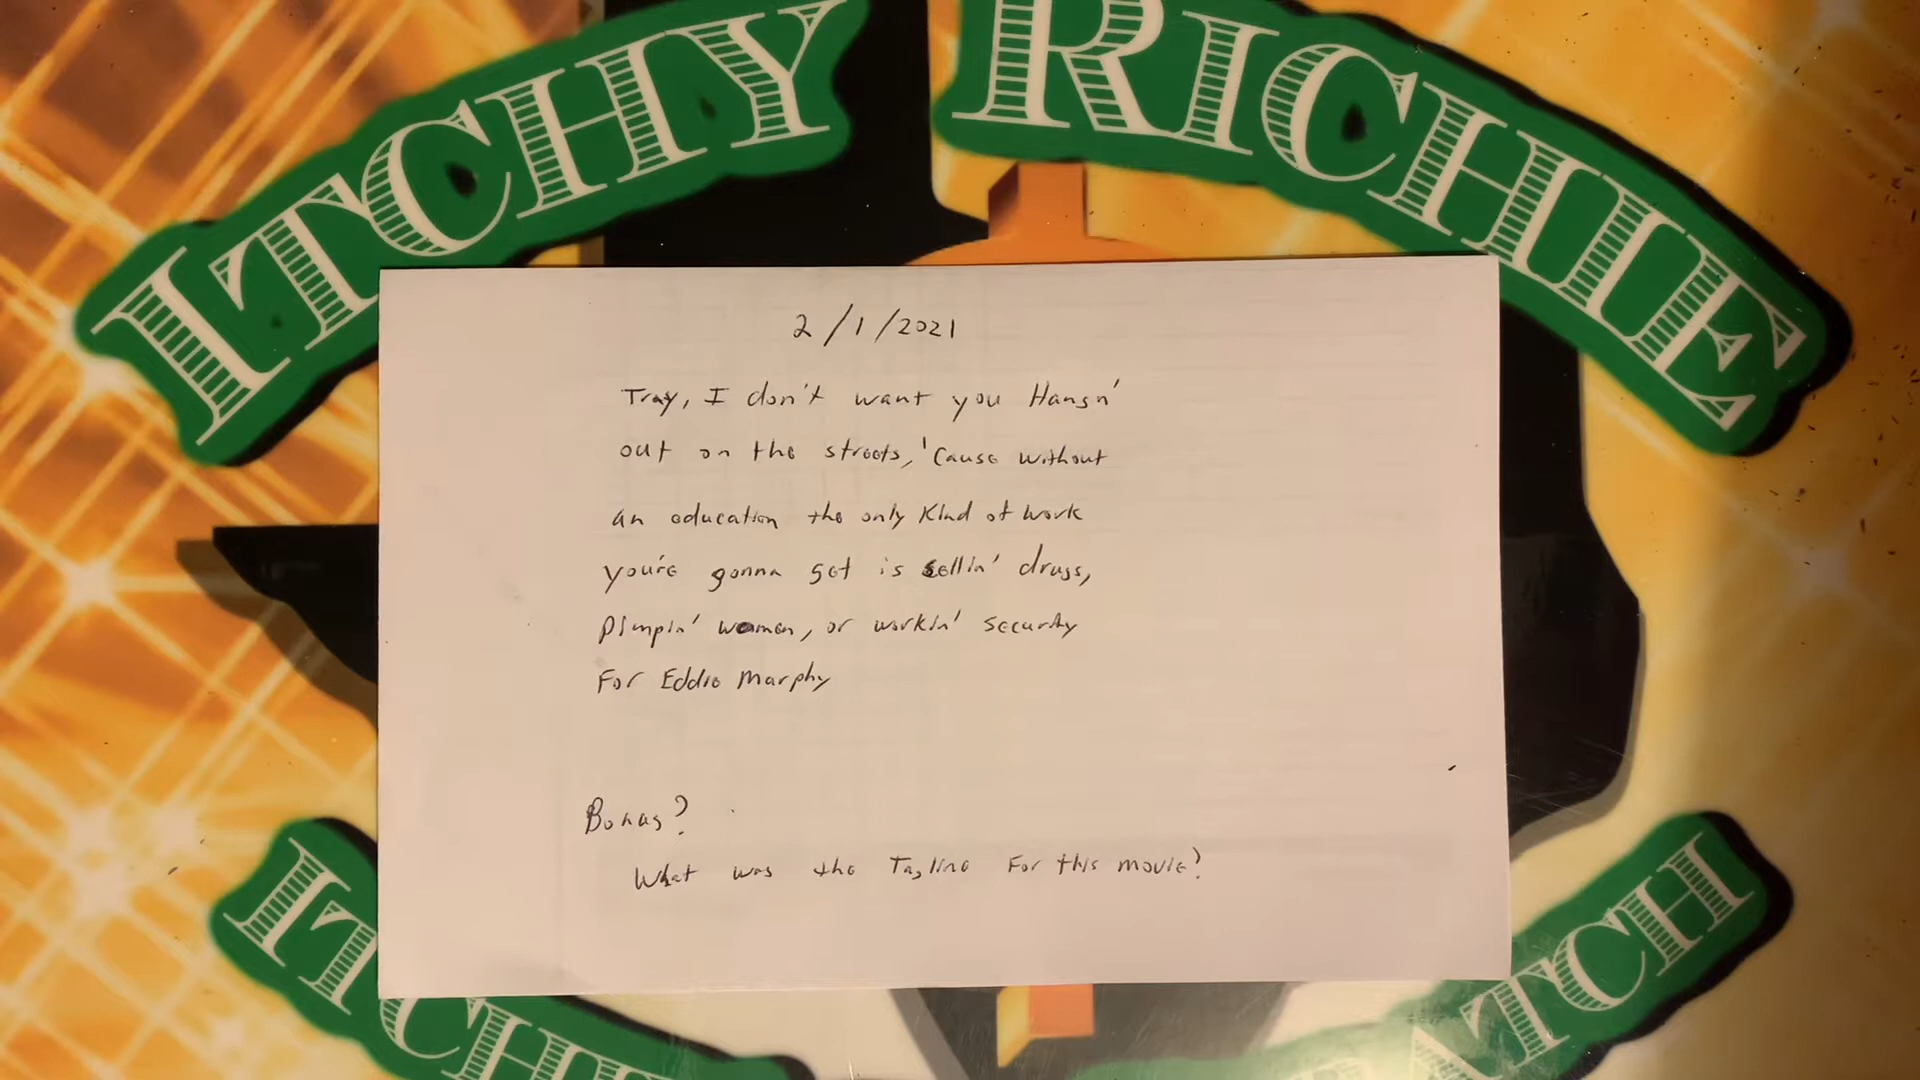 ITCHY RICHIE
2/1/2021
Tray, I don't want you Hangn'
out on the streets, 'Cause without
an education the only Kind of work
you're gonna get is sellin' drugs,
Pimpin' women, or workin' security
For Eddie Murphy
Bonus?
What was the Tagline For this movie?